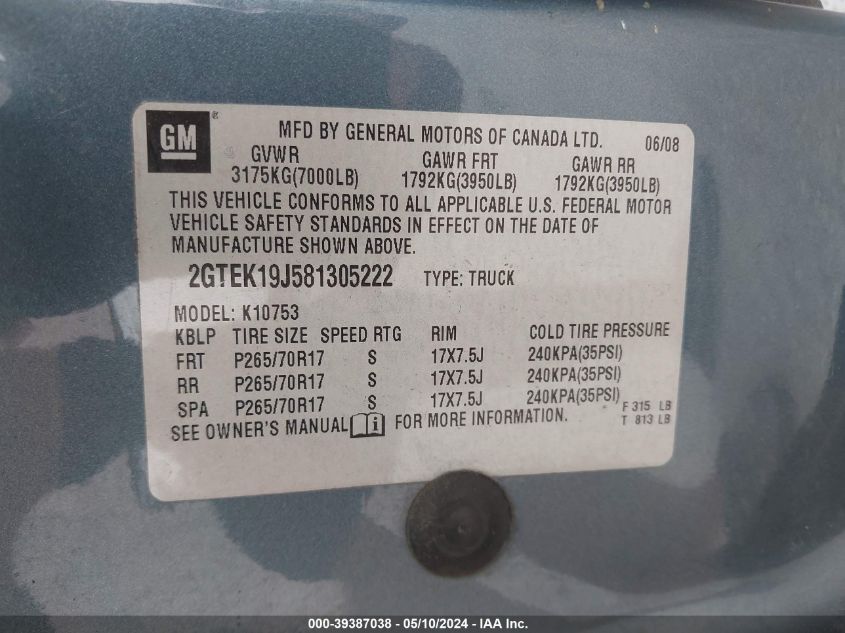 GM ® MFD BY GENERAL MOTORS OF CANADA LTD. 06/08
GVWR GAWR FRT GAWR RR
3175KG(7000LB) 1792KG(3950LB) 1792KG(3950LB)
THIS VEHICLE CONFORMS TO ALL APPLICABLE U.S. FEDERAL MOTOR
VEHICLE SAFETY STANDARDS IN EFFECT ON THE DATE OF
MANUFACTURE SHOWN ABOVE.
2GTEK19J581305222 TYPE: TRUCK
MODEL: K10753
KBLP TIRE SIZE SPEED RTG RIM COLD TIRE PRESSURE
FRT P265/70R17 S 17X7.5J 240KPA(35PSI)
RR P265/70R17 S 17X7.5J 240KPA(35PSI)
SPA P265/70R17 S 17X7.5J 240KPA(35PSI)
F 315 LB
SEE OWNER'S MANUAL i FOR MORE INFORMATION. T 813 LB
000-39387038 - 05/10/2024 - IAA Inc.